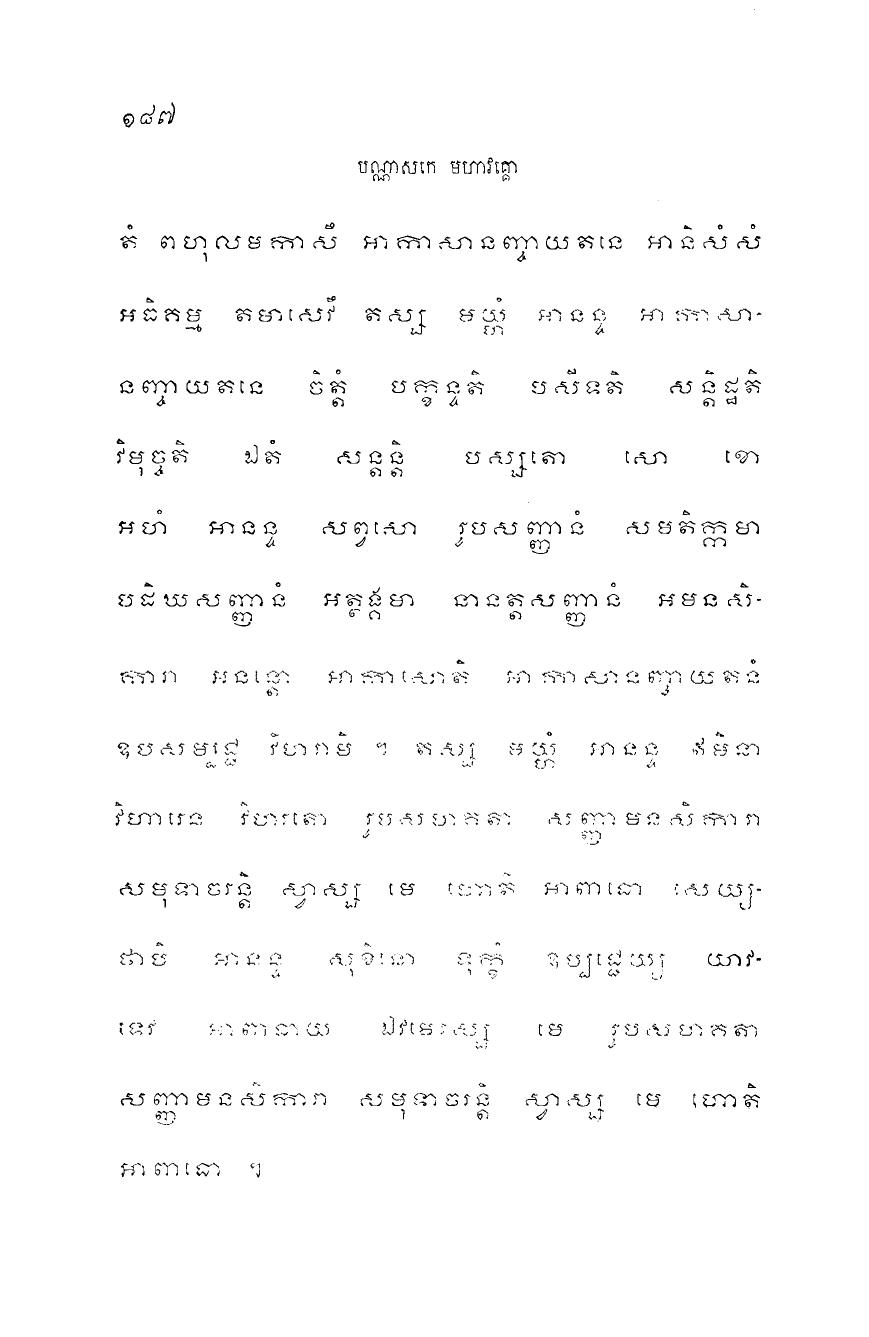 ១៨៧
បណ្ណាសកេ មហាវគ្គោ
តំ ពហុលមកាសឹ អាកាសានញ្ចាយតនេ អានិសំសំ
អធិគម្ម តមាសេវឹ តស្ស មយ្ហំ អានន្ទ អាកាសា-
នញ្ចាយតនេ ចិត្តំ បក្ខន្ទតិ បសីទតិ សន្តិដ្ឋតិ
វិមុច្ចតិ ឯតំ សន្តន្តិ បស្សតោ សោ ខោ
អហំ អានន្ទ សព្វសោ រូបសញ្ញានំ សមតិក្កមា
បដិឃសញ្ញានំ អត្ថង្គមា នានត្តសញ្ញានំ អមនសិ-
ការា អនន្តោ អាកាសោតិ អាកាសានញ្ចាយតនំ
ឧបសម្បជ្ជ វិហរាមិ ។ តស្ស មយ្ហំ អានន្ទ ឥមិនា
វិហារេន វិហរតោ រូបសហគតា សញ្ញាមនសិការា
សមុទាចរន្តិ ស្វាស្ស មេ ហោតិ អាពាធោ សេយ្យ-
ថាបិ អានន្ទ សុខិនោ ទុក្ខំ ឧប្បជ្ជេយ្យ យាវ-
ទេវ អាពាធាយ ឯវមេវស្ស មេ រូបសហគតា
សញ្ញាមនសិការា សមុទាចរន្តិ ស្វាស្ស មេ ហោតិ
អាពាធោ ។